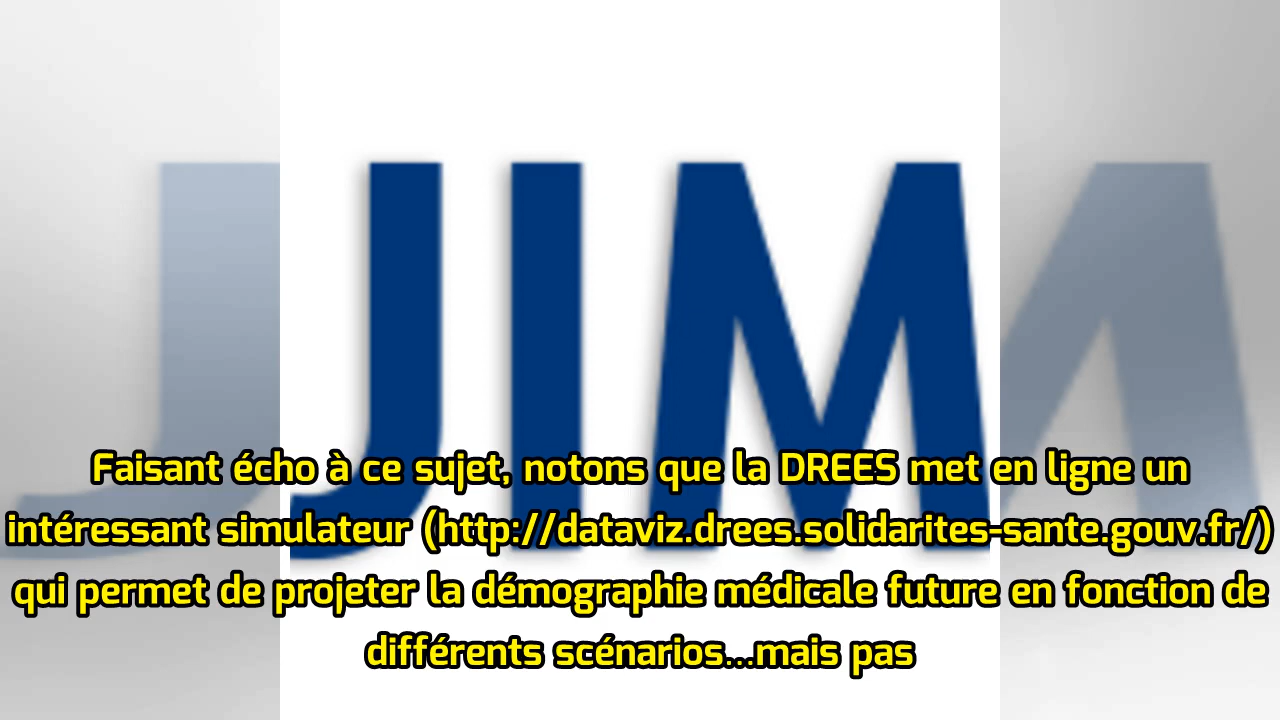 JIM
Faisant écho à ce sujet, notons que la DREES met en ligne un
intéressant simulateur (http://dataviz.drees.solidarites-sante.gouv.fr/)
qui permet de projeter la démographie médicale future en fonction de
différents scénarios...mais pas